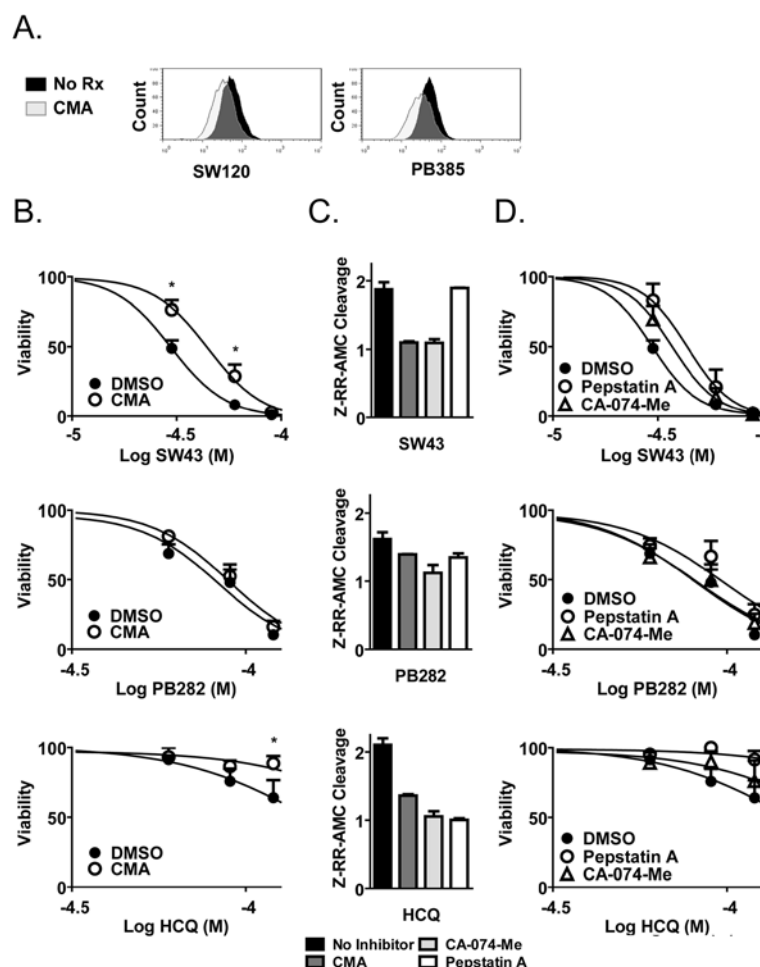 A.
No Rx
CMA
Count
SW120
Count
PB385
B.
C.
D.
Viability
100
50
0
DMSO
CMA
*
*
-5
-4.5
-4
Log SW43 (M)
Z-RR-AMC Cleavage
2
1
0
SW43
Viability
100
50
0
DMSO
Pepstatin A
CA-074-Me
-5
-4.5
-4
Log SW43 (M)
Viability
100
50
0
DMSO
CMA
-4.5
-4
Log PB282 (M)
Z-RR-AMC Cleavage
2
1
0
PB282
Viability
100
50
0
DMSO
Pepstatin A
CA-074-Me
-4.5
-4
Log PB282 (M)
Viability
100
50
0
DMSO
CMA
*
-4.5
-4
Log HCQ (M)
Z-RR-AMC Cleavage
2
1
0
HCQ
Viability
100
50
0
DMSO
Pepstatin A
CA-074-Me
-4.5
-4
Log HCQ (M)
No Inhibitor
CMA
CA-074-Me
Pepstatin A